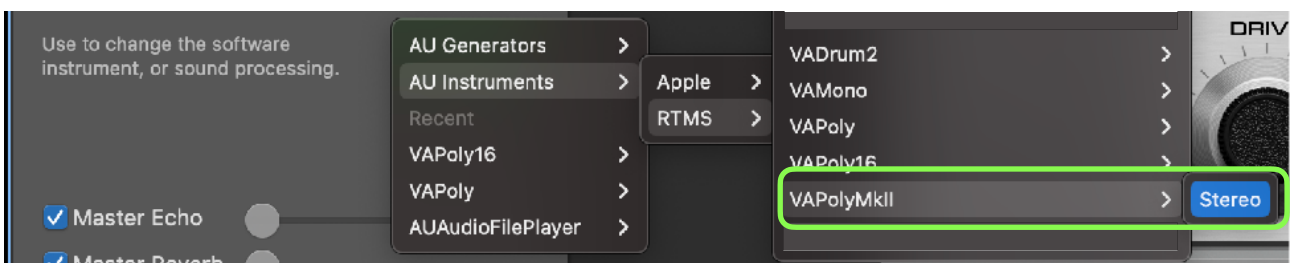 Use to change the software
instrument, or sound processing.
Master Echo
Master Reverb
AU Generators
AU Instruments
Recent
VAPoly16
VAPoly
AUAudioFilePlayer
Apple
RTMS
VADrum2
VAMono
VAPoly
VAPoly16
VAPolyMkII
Stereo
DRIV